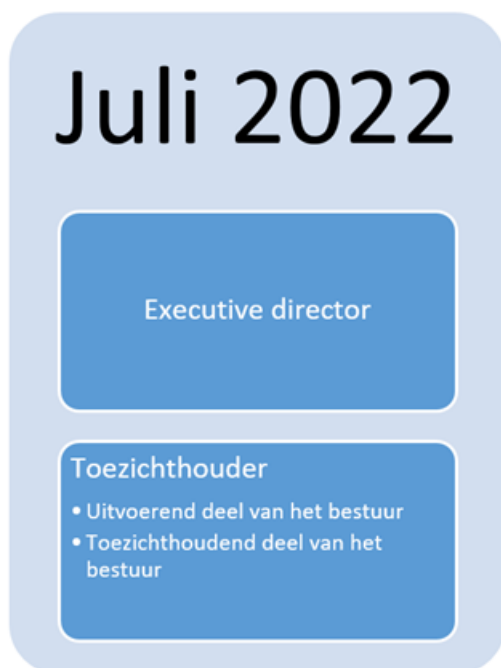 Juli 2022
Executive director
Toezichthouder
• Uitvoerend deel van het bestuur
• Toezichthoudend deel van het
bestuur